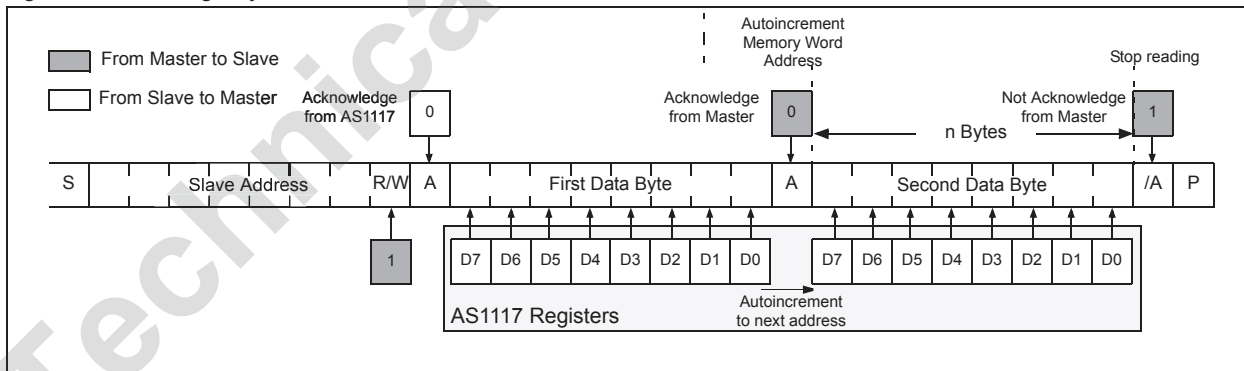 Technica
Autoincrement
Memory Word
Address
Stop reading
From Master to Slave
From Slave to Master
Acknowledge
from AS1117
0
Acknowledge
from Master
0
n Bytes
Not Acknowledge
from Master
1
S
Slave Address
R/W
A
First Data Byte
A
Second Data Byte
/A
P
1
D7
D6
D5
D4
D3
D2
D1
D0
D7
D6
D5
D4
D3
D2
D1
D0
Autoincrement
to next address
AS1117 Registers